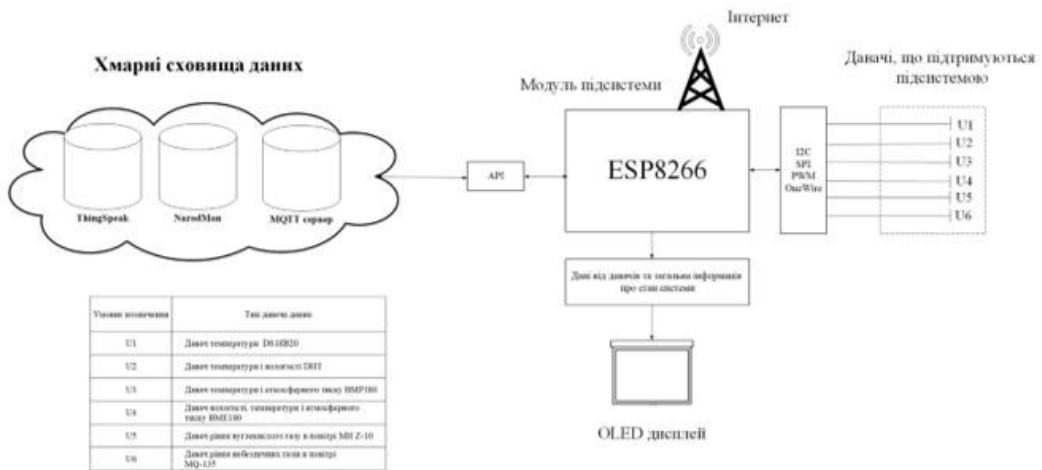 Інтернет
Хмарні сховища даних
Давачі, що підтримуються
підсистемою
Модуль підсистеми
ESP8266
API
I2C
SPI
PWM
OneWire
U1
U2
U3
U4
U5
U6
ThingSpeak
NarodMon
MQTT сервер
Дані від давачів та загальна інформація
про стан системи
OLED дисплей
Умовне позначення
Тип давача даних
U1
Давач температури DS18B20
U2
Давач температури і вологості DHT
U3
Давач температури і атмосферного тиску BMP180
U4
Давач вологості, температури і атмосферного
тиску BME280
U5
Давач рівня вуглекислого газу в повітрі MH Z-19
U6
Давач рівня небезпечних газів в повітрі
MQ-135